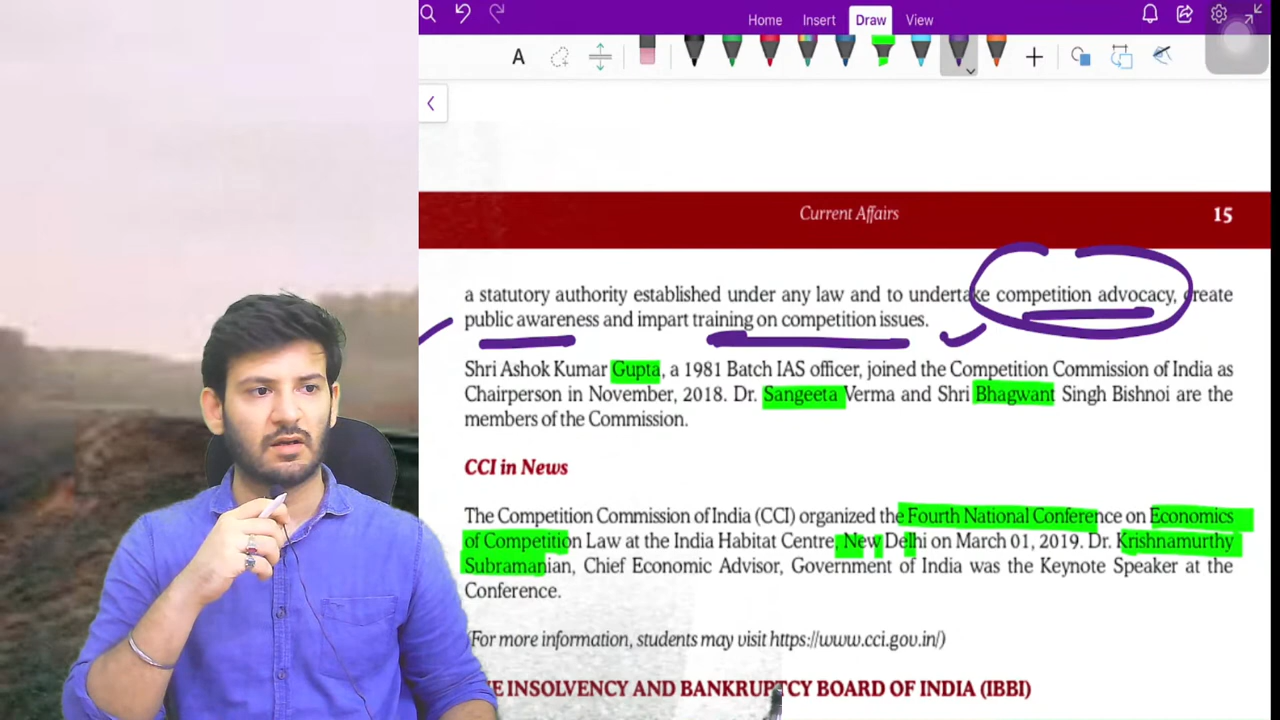 Home Insert Draw View
A
Current Affairs 15
a statutory authority established under any law and to undertake competition advocacy, create
public awareness and impart training on competition issues.
Shri Ashok Kumar Gupta, a 1981 Batch IAS officer, joined the Competition Commission of India as
Chairperson in November, 2018. Dr. Sangeeta Verma and Shri Bhagwant Singh Bishnoi are the
members of the Commission.
CCI in News
The Competition Commission of India (CCI) organized the Fourth National Conference on Economics
of Competition Law at the India Habitat Centre, New Delhi on March 01, 2019. Dr. Krishnamurthy
Subramanian, Chief Economic Advisor, Government of India was the Keynote Speaker at the
Conference.
(For more information, students may visit https://www.cci.gov.in/)
E INSOLVENCY AND BANKRUPTCY BOARD OF INDIA (IBBI)